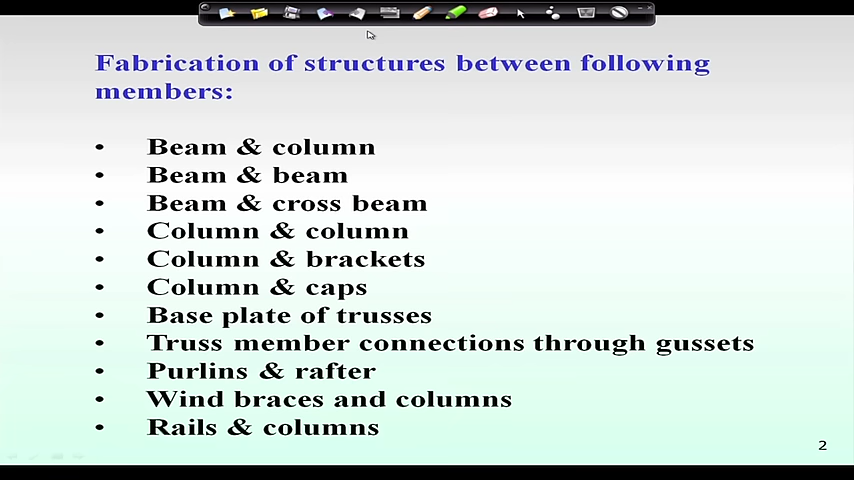 Fabrication of structures between following
members:
• Beam & column
• Beam & beam
• Beam & cross beam
• Column & column
• Column & brackets
• Column & caps
• Base plate of trusses
• Truss member connections through gussets
• Purlins & rafter
• Wind braces and columns
• Rails & columns
2